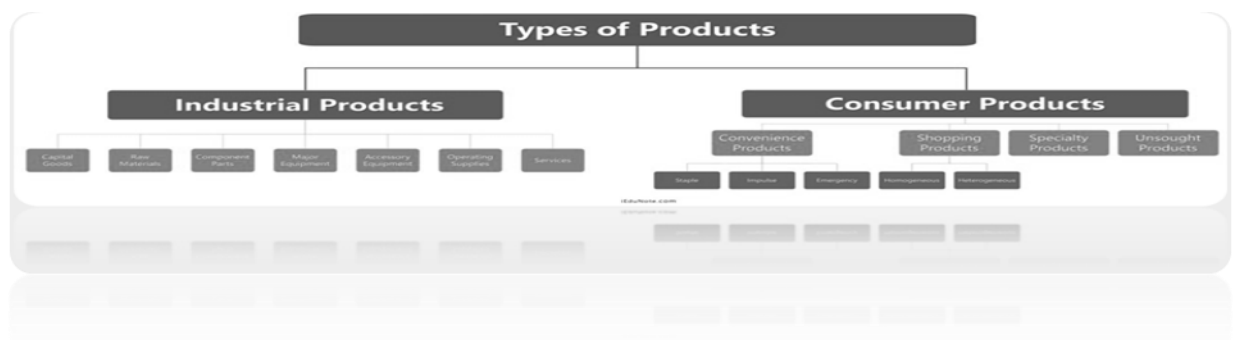 Types of Products
Industrial Products
Consumer Products
Convenience
Products
Shopping
Products
Specialty
Products
Unsought
Products
Capital
Goods
Raw
Materials
Component
Parts
Major
Equipment
Accessory
Equipment
Operating
Supplies
Services
Staple
Impulse
Emergency
Homogeneous
Heterogeneous
iEduNote.com